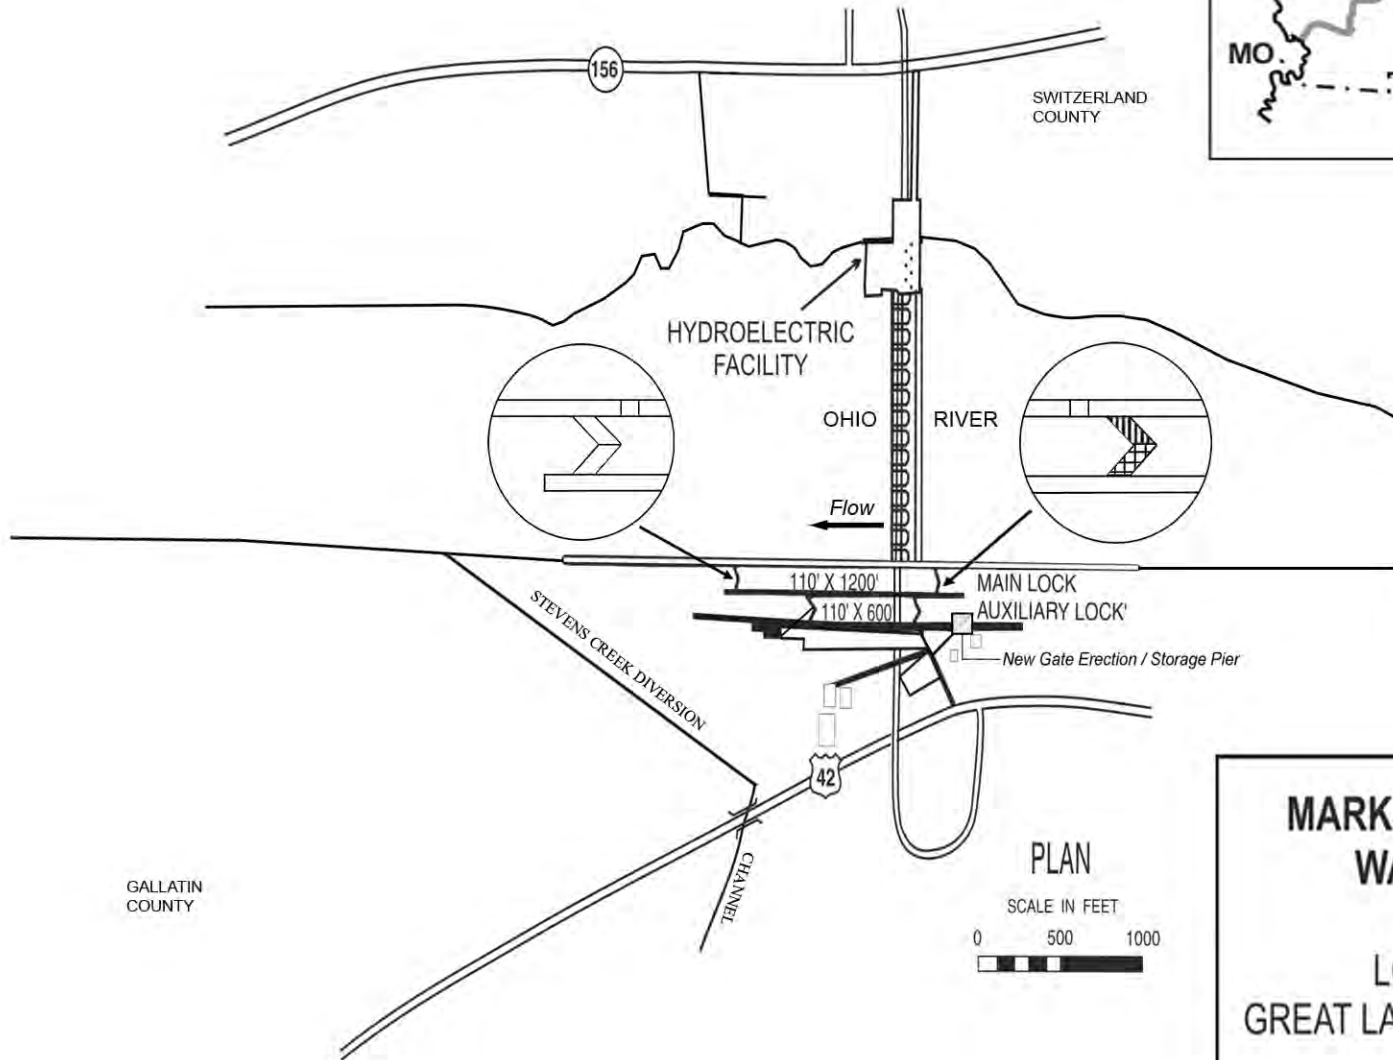 MO.
156
SWITZERLAND
COUNTY
HYDROELECTRIC
FACILITY
OHIO RIVER
Flow
110' X 1200'
MAIN LOCK
110' X 600'
AUXILIARY LOCK'
New Gate Erection / Storage Pier
STEVENS CREEK DIVERSION
CHANNEL
42
GALLATIN
COUNTY
PLAN
SCALE IN FEET
0 500 1000
MARK
WA
LO
GREAT LA